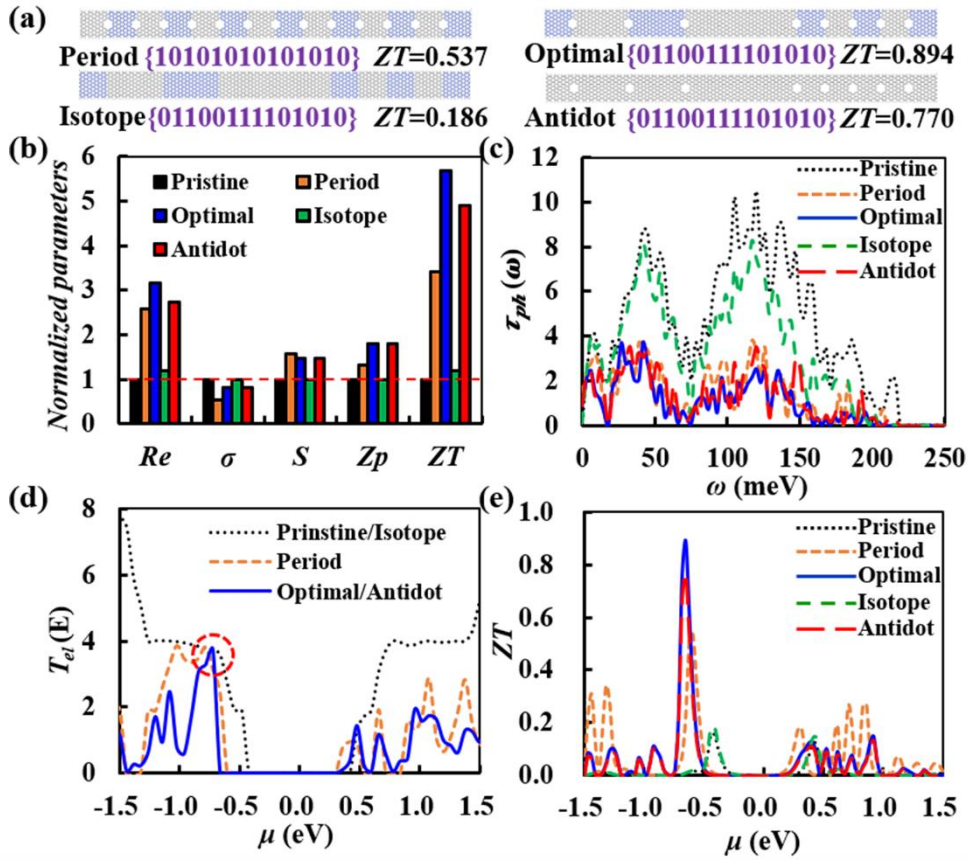 (a)
Period {10101010101010} ZT=0.537
Optimal{01100111101010} ZT=0.894
Isotope{01100111101010} ZT=0.186
Antidot {01100111101010} ZT=0.770
(b)
Normalized parameters
6
5
4
3
2
1
0
Pristine
Period
Optimal
Isotope
Antidot
Re
σ
S
Zp
ZT
(c)
τph (ω)
12
10
8
6
4
2
0
Pristine
Period
Optimal
Isotope
Antidot
0
50
100
150
200
250
ω (meV)
(d)
Tel (E)
8
6
4
2
0
Prinstine/Isotope
Period
Optimal/Antidot
-1.5
-1.0
-0.5
0.0
0.5
1.0
1.5
μ (eV)
(e)
ZT
1.0
0.8
0.6
0.4
0.2
0.0
Pristine
Period
Optimal
Isotope
Antidot
-1.5
-1.0
-0.5
0.0
0.5
1.0
1.5
μ (eV)